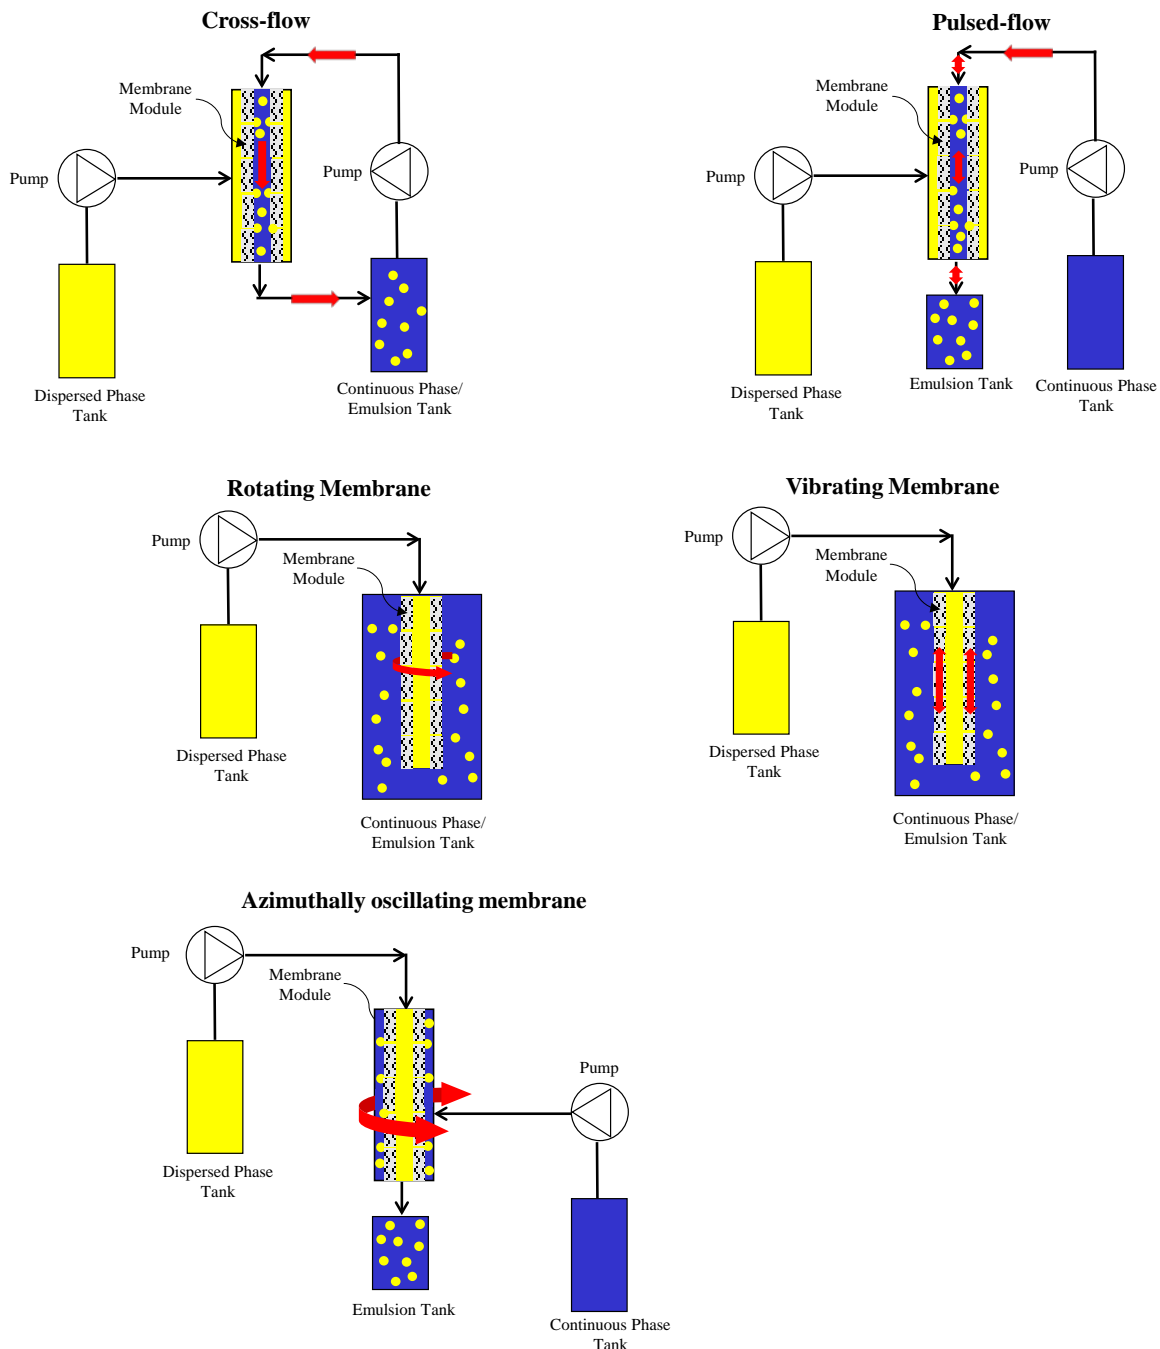 Cross-flow
Membrane
Module
Pump
Pump
Dispersed Phase
Tank
Continuous Phase/
Emulsion Tank
Pulsed-flow
Membrane
Module
Pump
Pump
Dispersed Phase
Tank
Emulsion Tank
Continuous Phase
Tank
Rotating Membrane
Pump
Membrane
Module
Dispersed Phase
Tank
Continuous Phase/
Emulsion Tank
Vibrating Membrane
Pump
Membrane
Module
Dispersed Phase
Tank
Continuous Phase/
Emulsion Tank
Azimuthally oscillating membrane
Pump
Membrane
Module
Pump
Dispersed Phase
Tank
Emulsion Tank
Continuous Phase
Tank